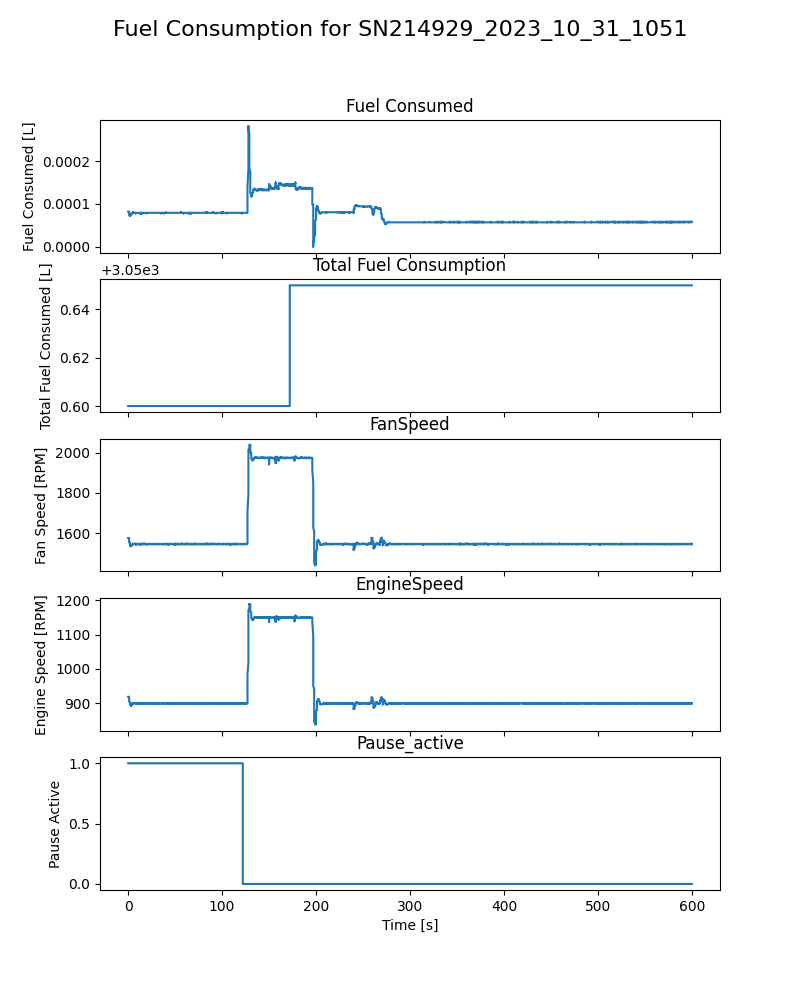 Fuel Consumption for SN214929_2023_10_31_1051
Fuel Consumed
Fuel Consumed [L]
0.0002
0.0001
0.0000
Total Fuel Consumption
+3.05e3
Total Fuel Consumed [L]
0.64
0.62
0.60
FanSpeed
Fan Speed [RPM]
2000
1800
1600
EngineSpeed
Engine Speed [RPM]
1200
1100
1000
900
Pause_active
Pause Active
1.0
0.5
0.0
0 100 200 300 400 500 600
Time [s]